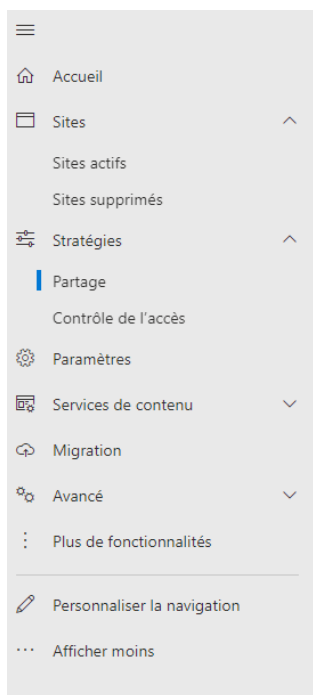 Accueil
Sites
Sites actifs
Sites supprimés
Stratégies
Partage
Contrôle de l’accès
Paramètres
Services de contenu
Migration
Avancé
Plus de fonctionnalités
Personnaliser la navigation
Afficher moins